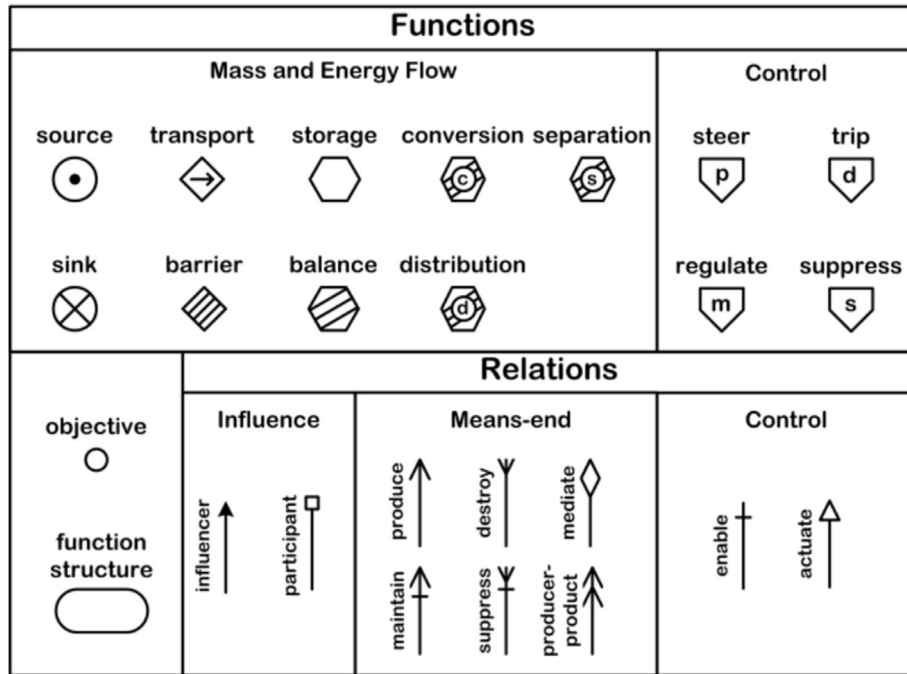 Functions
Mass and Energy Flow
Control
source transport storage conversion separation
c s
steer trip
p d
sink barrier balance distribution
d
regulate suppress
m s
objective
function
structure
Relations
Influence
Means-end
Control
influencer
participant
produce
destroy
mediate
maintain
suppress
producer-
product
enable
actuate